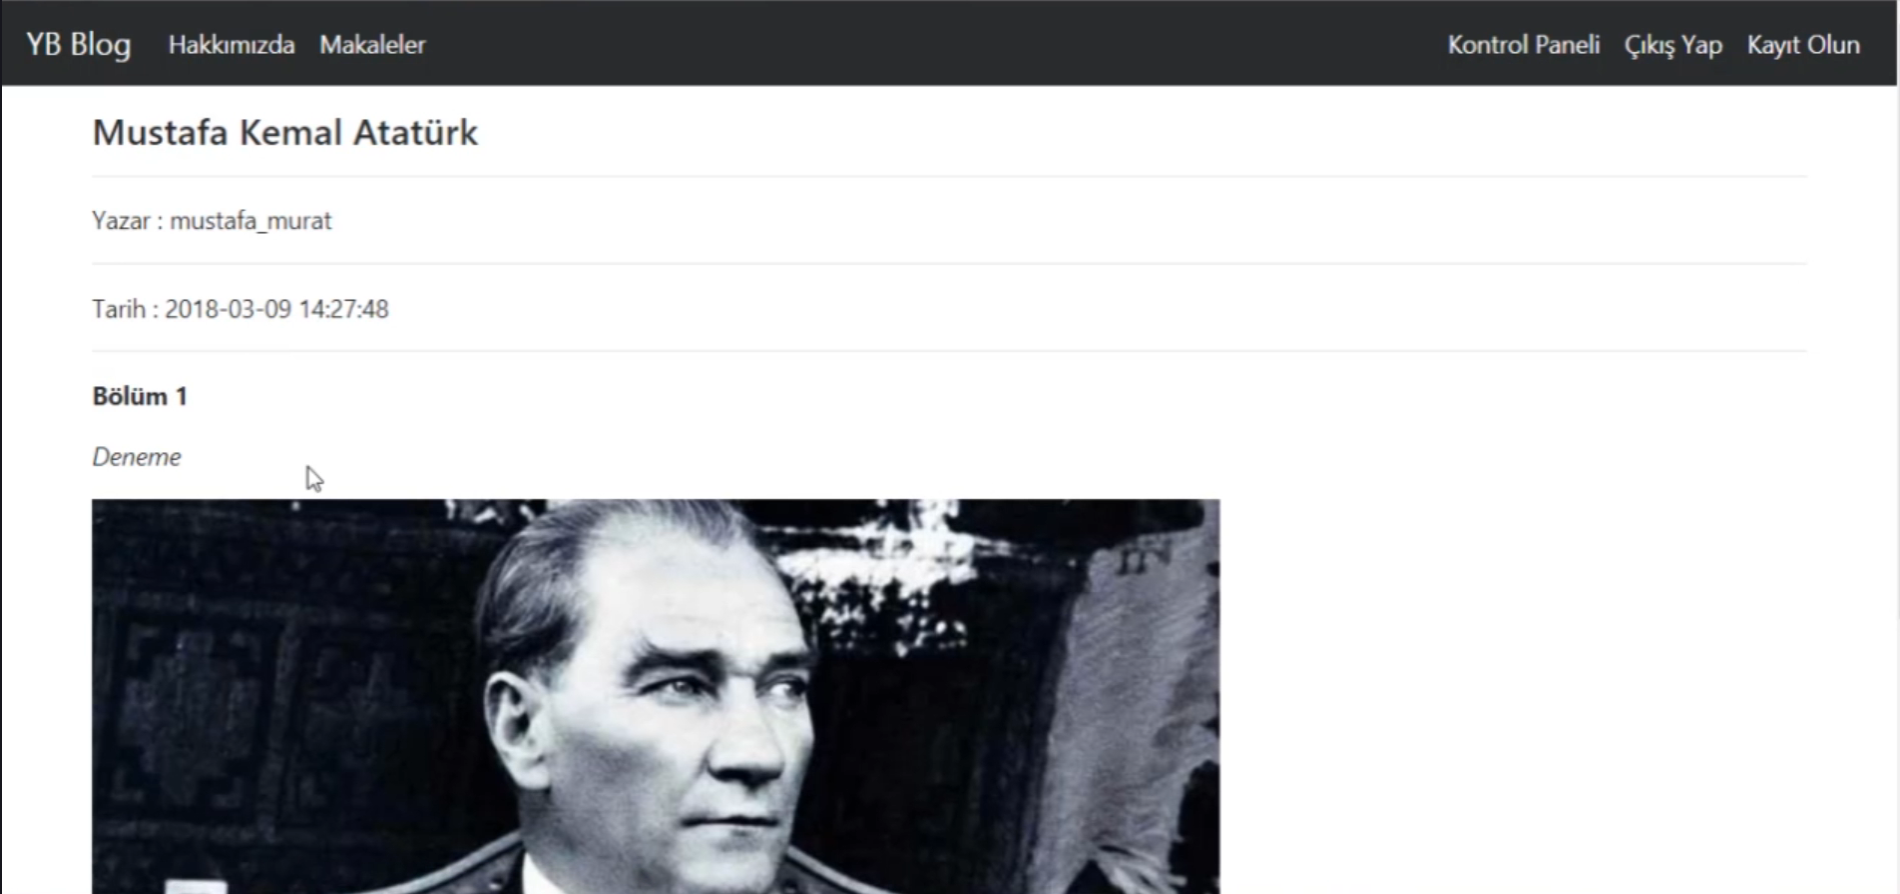 YB Blog Hakkımızda Makaleler Kontrol Paneli Çıkış Yap Kayıt Olun
Mustafa Kemal Atatürk
Yazar : mustafa_murat
Tarih : 2018-03-09 14:27:48
Bölüm 1
Deneme